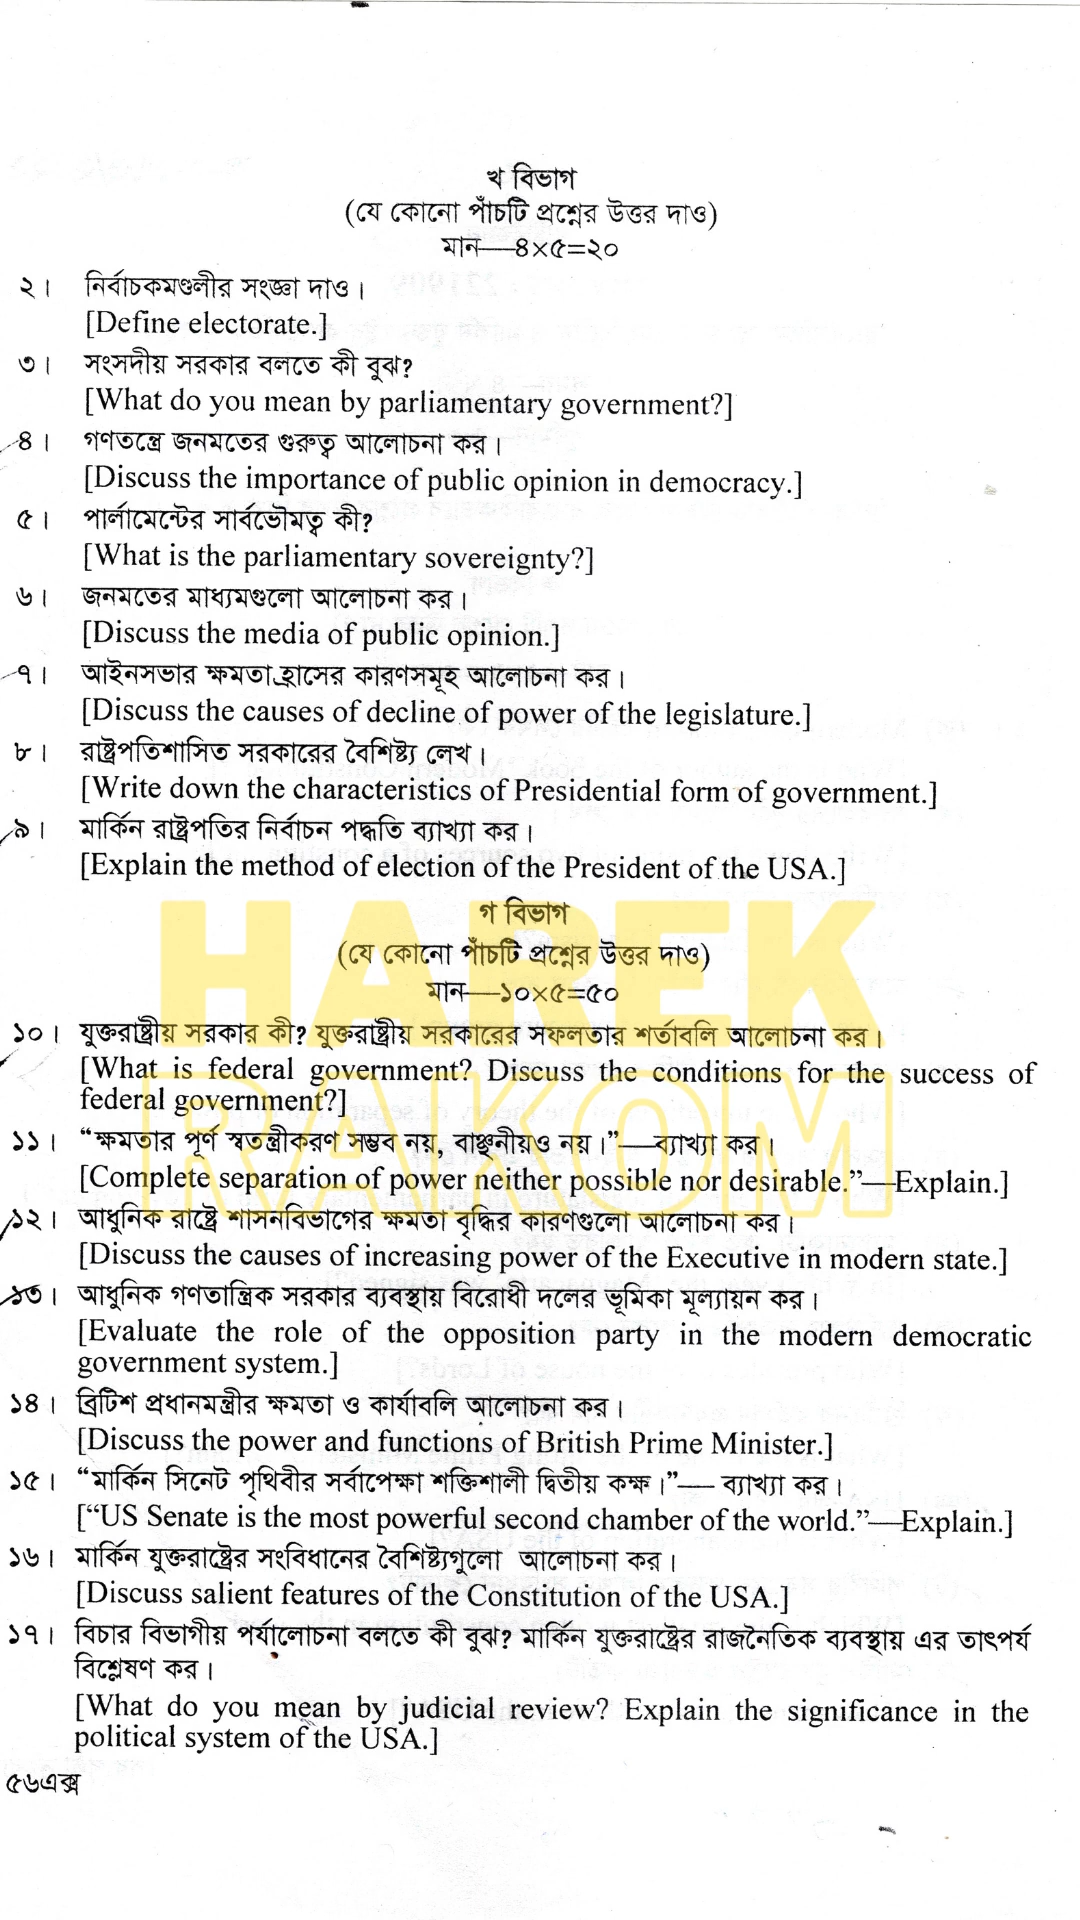 খ বিভাগ
(যে কোনো পাঁচটি প্রশ্নের উত্তর দাও)
মান—৪×৫=২০
২। নির্বাচকমণ্ডলীর সংজ্ঞা দাও।
[Define electorate.]
৩। সংসদীয় সরকার বলতে কী বুঝ?
[What do you mean by parliamentary government?]
৪। গণতন্ত্রে জনমতের গুরুত্ব আলোচনা কর।
[Discuss the importance of public opinion in democracy.]
৫। পার্লামেন্টের সার্বভৌমত্ব কী?
[What is the parliamentary sovereignty?]
৬। জনমতের মাধ্যমগুলো আলোচনা কর।
[Discuss the media of public opinion.]
৭। আইনসভার ক্ষমতা হ্রাসের কারণসমূহ আলোচনা কর।
[Discuss the causes of decline of power of the legislature.]
৮। রাষ্ট্রপতিশাসিত সরকারের বৈশিষ্ট্য লেখ।
[Write down the characteristics of Presidential form of government.]
৯। মার্কিন রাষ্ট্রপতির নির্বাচন পদ্ধতি ব্যাখ্যা কর।
[Explain the method of election of the President of the USA.]
গ বিভাগ
(যে কোনো পাঁচটি প্রশ্নের উত্তর দাও)
মান—১০×৫=৫০
HAREK
RAKOM
১০। যুক্তরাষ্ট্রীয় সরকার কী? যুক্তরাষ্ট্রীয় সরকারের সফলতার শর্তাবলি আলোচনা কর।
[What is federal government? Discuss the conditions for the success of
federal government?]
১১। “ক্ষমতার পূর্ণ স্বতন্ত্রীকরণ সম্ভব নয়, বাঞ্ছনীয়ও নয়।”—ব্যাখ্যা কর।
[Complete separation of power neither possible nor desirable.”—Explain.]
১২। আধুনিক রাষ্ট্রে শাসনবিভাগের ক্ষমতা বৃদ্ধির কারণগুলো আলোচনা কর।
[Discuss the causes of increasing power of the Executive in modern state.]
১৩। আধুনিক গণতান্ত্রিক সরকার ব্যবস্থায় বিরোধী দলের ভূমিকা মূল্যায়ন কর।
[Evaluate the role of the opposition party in the modern democratic
government system.]
১৪। ব্রিটিশ প্রধানমন্ত্রীর ক্ষমতা ও কার্যাবলি আলোচনা কর।
[Discuss the power and functions of British Prime Minister.]
১৫। “মার্কিন সিনেট পৃথিবীর সর্বাপেক্ষা শক্তিশালী দ্বিতীয় কক্ষ।”— ব্যাখ্যা কর।
[“US Senate is the most powerful second chamber of the world.”—Explain.]
১৬। মার্কিন যুক্তরাষ্ট্রের সংবিধানের বৈশিষ্ট্যগুলো আলোচনা কর।
[Discuss salient features of the Constitution of the USA.]
১৭। বিচার বিভাগীয় পর্যালোচনা বলতে কী বুঝ? মার্কিন যুক্তরাষ্ট্রের রাজনৈতিক ব্যবস্থায় এর তাৎপর্য
বিশ্লেষণ কর।
[What do you mean by judicial review? Explain the significance in the
political system of the USA.]
৫৬এক্স